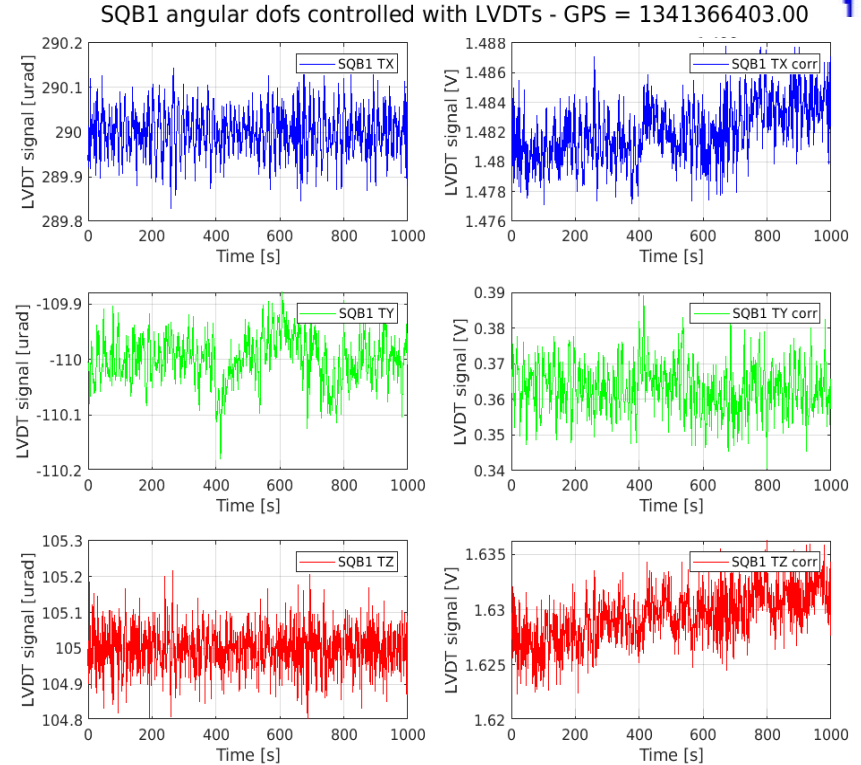 SQB1 angular dofs controlled with LVDTs - GPS = 1341366403.00
290.2
290.1
290
289.9
289.8
LVDT signal [urad]
SQB1 TX
0 200 400 600 800 1000
Time [s]
1.488
1.486
1.484
1.482
1.48
1.478
1.476
LVDT signal [V]
SQB1 TX corr
0 200 400 600 800 1000
Time [s]
-109.9
-110
-110.1
-110.2
LVDT signal [urad]
SQB1 TY
0 200 400 600 800 1000
Time [s]
0.39
0.38
0.37
0.36
0.35
0.34
LVDT signal [V]
SQB1 TY corr
0 200 400 600 800 1000
Time [s]
105.3
105.2
105.1
105
104.9
104.8
LVDT signal [urad]
SQB1 TZ
0 200 400 600 800 1000
Time [s]
1.635
1.63
1.625
1.62
LVDT signal [V]
SQB1 TZ corr
0 200 400 600 800 1000
Time [s]